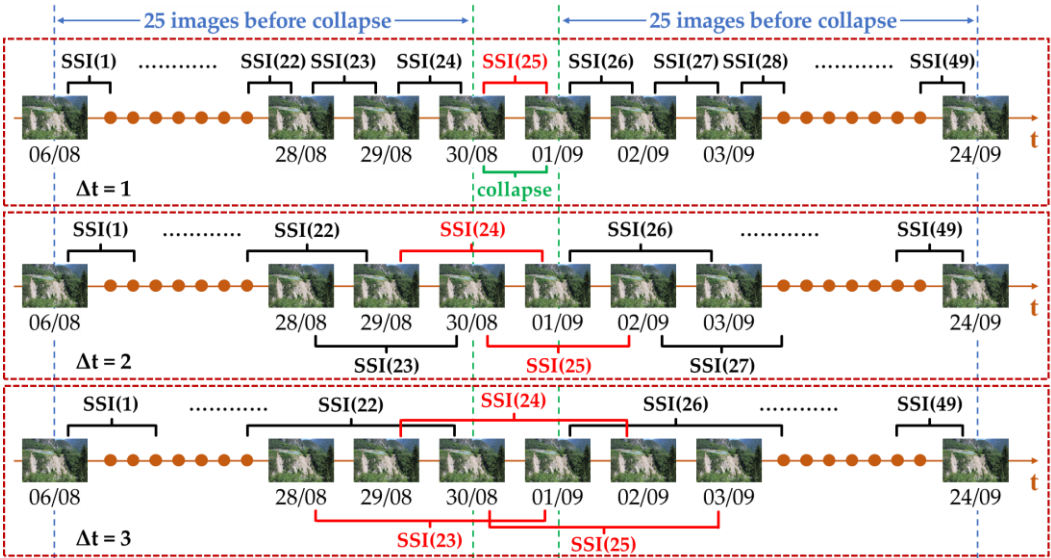 25 images before collapse 25 images before collapse
SSI(1) ............. SSI(22) SSI(23) SSI(24) SSI(25) SSI(26) SSI(27) SSI(28) ............. SSI(49)
t
06/08 28/08 29/08 30/08 01/09 02/09 03/09 24/09
Δt = 1 collapse
SSI(1) ............ SSI(22) SSI(24) SSI(26) ............ SSI(49)
t
06/08 28/08 29/08 30/08 01/09 02/09 03/09 24/09
Δt = 2 SSI(23) SSI(25) SSI(27)
SSI(1) ............ SSI(22) SSI(24) SSI(26) ............ SSI(49)
t
06/08 28/08 29/08 30/08 01/09 02/09 03/09 24/09
Δt = 3 SSI(23) SSI(25)